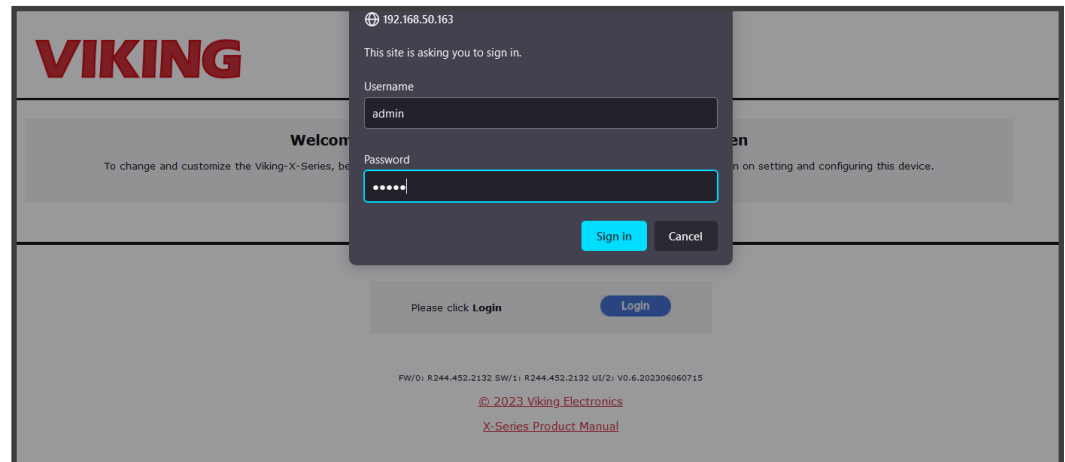 192.168.50.163
This site is asking you to sign in.
VIKING
Username
admin
Welcom en
Password
To change and customize the Viking-X-Series, be n on setting and configuring this device.
•••••
Sign in Cancel
Please click Login Login
FW/0: R244.452.2132 SW/1: R244.452.2132 UI/2: V0.6.202306060715
© 2023 Viking Electronics
X-Series Product Manual